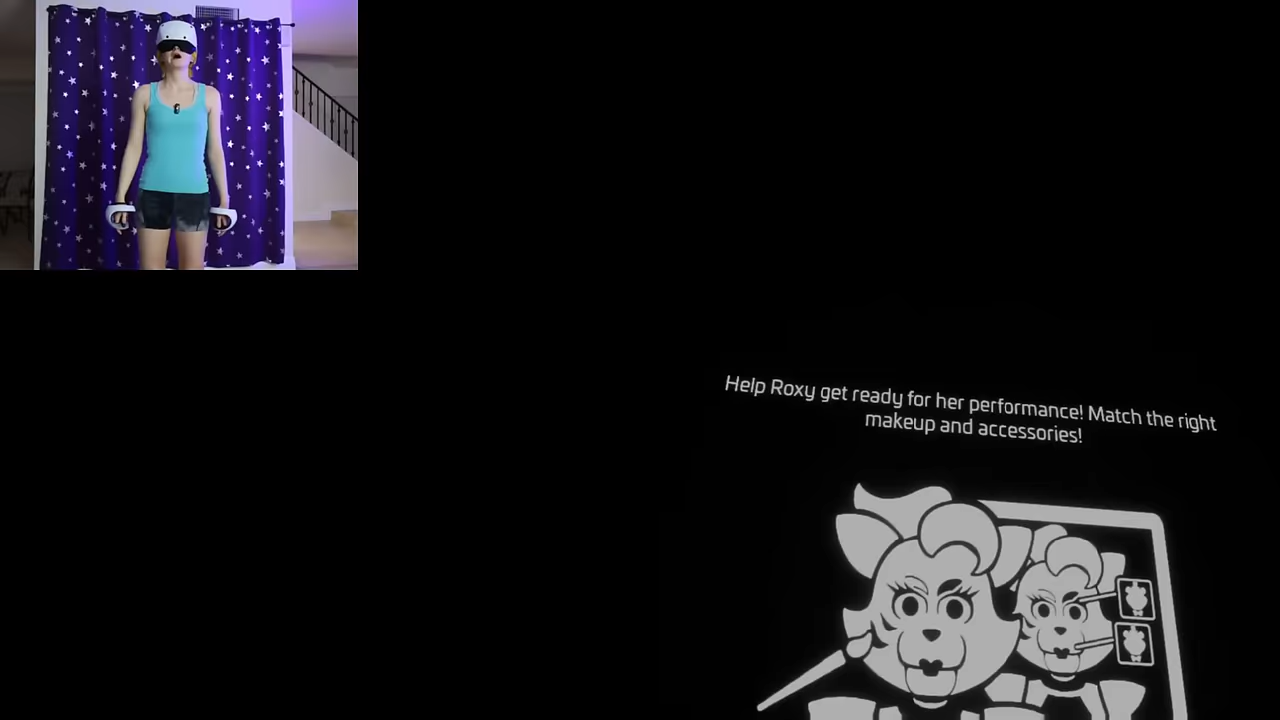 Help Roxy get ready for her performance! Match the right
makeup and accessories!